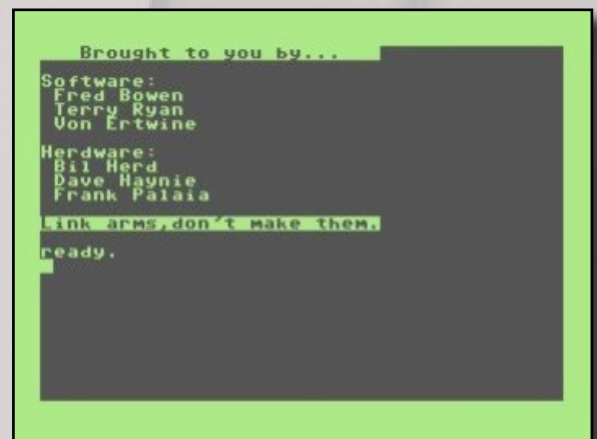 Brought to you by...
Software:
Fred Bowen
Terry Ryan
Von Ertwine
Herdware:
Bil Herd
Dave Haynie
Frank Palaia
Link arms,don't make them.
ready.